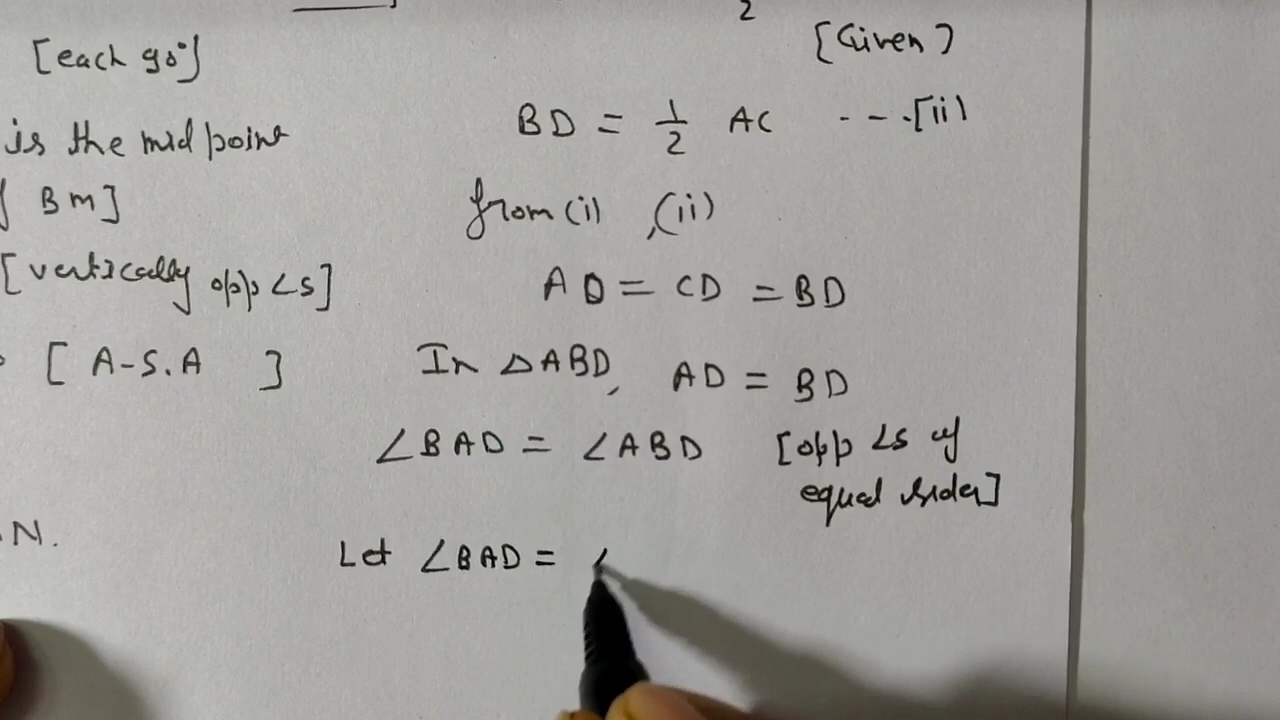 [each 90°]
is the mid point
BM]
[vertically opp ∠s]
[A-S.A ]
N.
2
[Given)
BD = 1/2 AC ---.[ii)
from (i) ,(ii)
AD = CD = BD
In △ABD, AD = BD
∠BAD = ∠ABD [opp ∠s of
equal sides]
Let ∠BAD = ∠